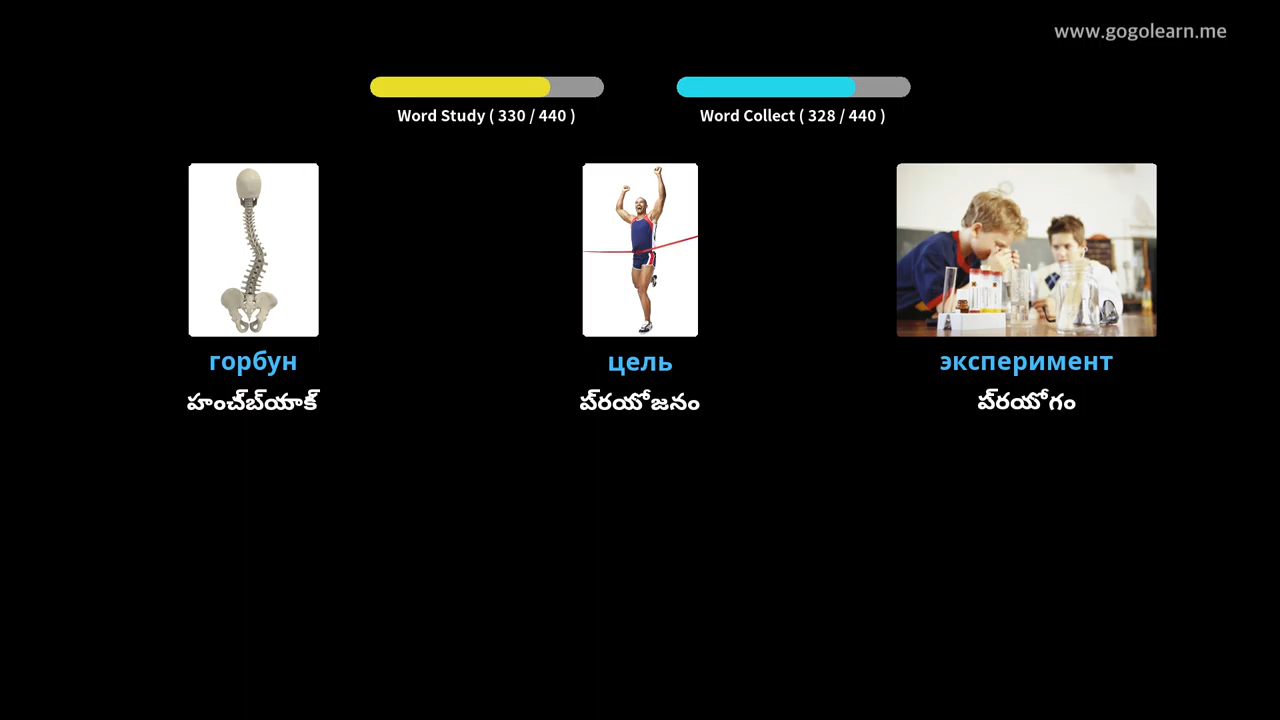 www.gogolearn.me
Word Study ( 330 / 440 )
Word Collect ( 328 / 440 )
горбун
цель
эксперимент
హంచ్‌బ్‌యాక్
ప్‌రయోజనం
ప్‌రయోగం